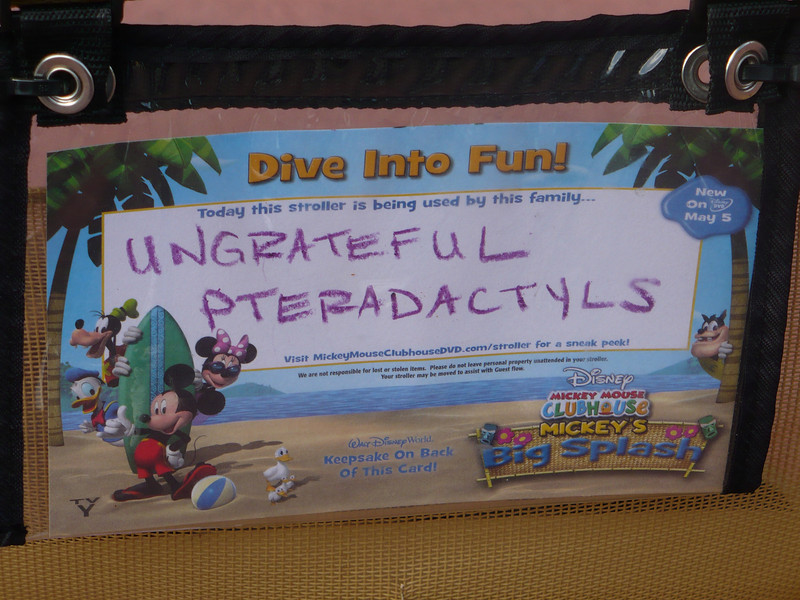 Dive Into Fun!
Today this stroller is being used by this family...
New
On Disney DVD
May 5
UNGRATEFUL
PTERADACTYLS
Visit MickeyMouseClubhouseDVD.com/stroller for a sneak peek!
We are not responsible for lost or stolen items. Please do not leave personal property unattended in your stroller.
Your stroller may be moved to assist with Guest flow.
Disney
MICKEY MOUSE
CLUBHOUSE
MICKEY'S
Big Splash
Walt Disney World
Keepsake On Back
Of This Card!
TV
Y